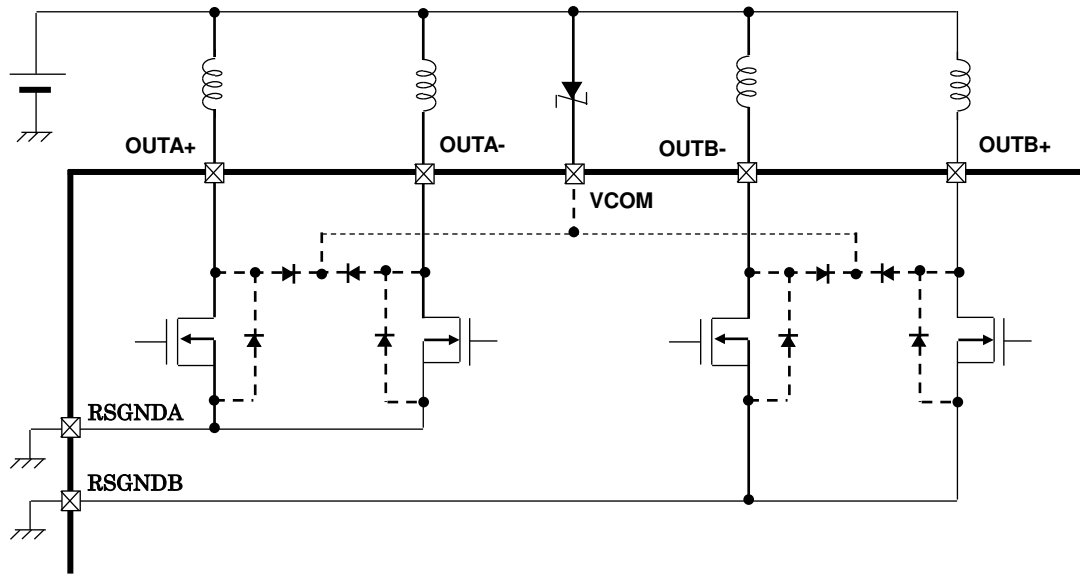 OUTA+
OUTA-
OUTB-
OUTB+
VCOM
RSGNDA
RSGNDB